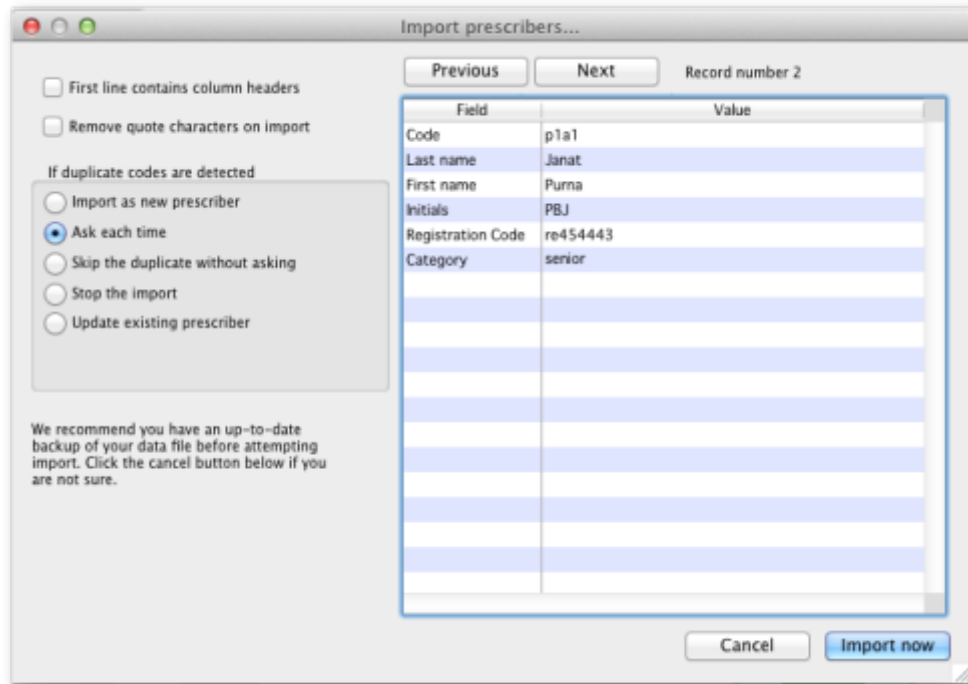 Import prescribers...
First line contains column headers
Remove quote characters on import
If duplicate codes are detected
Import as new prescriber
Ask each time
Skip the duplicate without asking
Stop the import
Update existing prescriber
We recommend you have an up-to-date
backup of your data file before attempting
import. Click the cancel button below if you
are not sure.
Previous Next Record number 2
Field Value
Code p1a1
Last name Janat
First name Purna
Initials PBJ
Registration Code re454443
Category senior
Cancel Import now